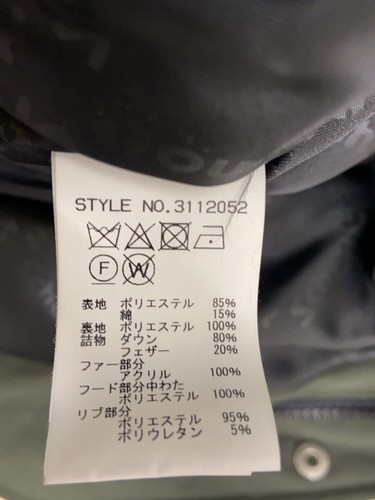 STYLE NO.3112052
F W
表地 ポリエステル 85%
綿 15%
裏地 ポリエステル 100%
詰物 ダウン 80%
フェザー 20%
ファー部分
アクリル 100%
フード部分中わた
ポリエステル 100%
リブ部分
ポリエステル 95%
ポリウレタン 5%